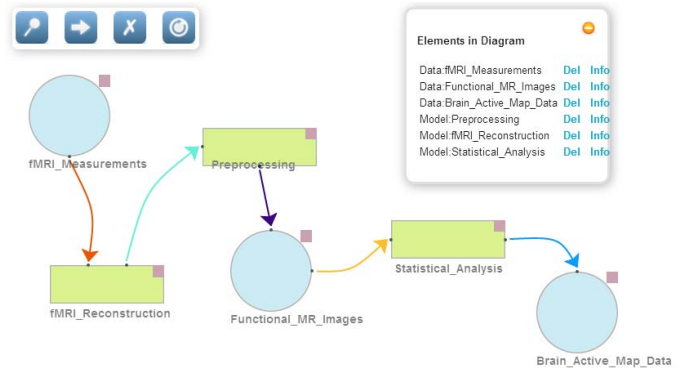 Elements in Diagram
Data:fMRI_Measurements Del Info
Data:Functional_MR_Images Del Info
Data:Brain_Active_Map_Data Del Info
Model:Preprocessing Del Info
Model:fMRI_Reconstruction Del Info
Model:Statistical_Analysis Del Info
fMRI_Measurements
Preprocessing
Statistical_Analysis
fMRI_Reconstruction
Functional_MR_Images
Brain_Active_Map_Data